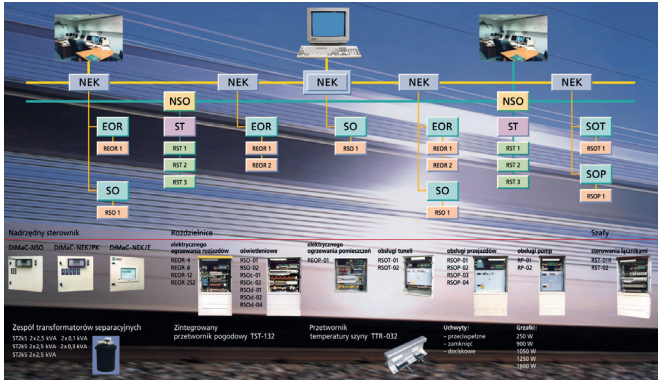 NEK
NEK
NEK
NEK
NEK
NSO
NSO
EOR
ST
EOR
SO
EOR
ST
SOT
REOR 1
RST 1
REOR 1
RSO 1
REOR 1
RST 1
RSOT 1
RST 2
REOR 2
REOR 2
RST 2
SOP
SO
RST 3
SO
RST 3
RSOP 1
RSO 1
RSO 1
Nadrzędny sterownik
DIMaC-NSO DIMaC-NEK/PK DIMaC-NEK/E
Rozdzielnice
elektrycznego
ogrzewania rozjazdów
REOR-4
REOR-8
REOR-12
REOR-2S2
oświetleniowe
RSO-01
RSO-02
RSOc-01
RSOc-02
RSOd-01
RSOd-02
RSOd-04
elektrycznego
ogrzewania pomieszczeń
REOP-01
obsługi tuneli
RSOT-01
RSOT-02
obsługi przejazdów
RSOP-01
RSOP-02
RSOP-03
RSOP-04
obsługi pomp
RP-01
RP-02
Szafy
sterowania łącznikami
RST-01R
RST-02
Zespół transformatorów separacyjnych
STZk5 2x2,5 kVA 2x0,1 kVA
STZk5 2x2,5 kVA 2x0,3 kVA
STZk5 2x2,5 kVA
Zintegrowany
przetwornik pogodowy TST-132
Przetwornik
temperatury szyny TTR-032
Uchwyty:
– przeciwpełzne
– zamknięć
– dociskowe
Grzałki:
250 W
900 W
1050 W
1250 W
1600 W